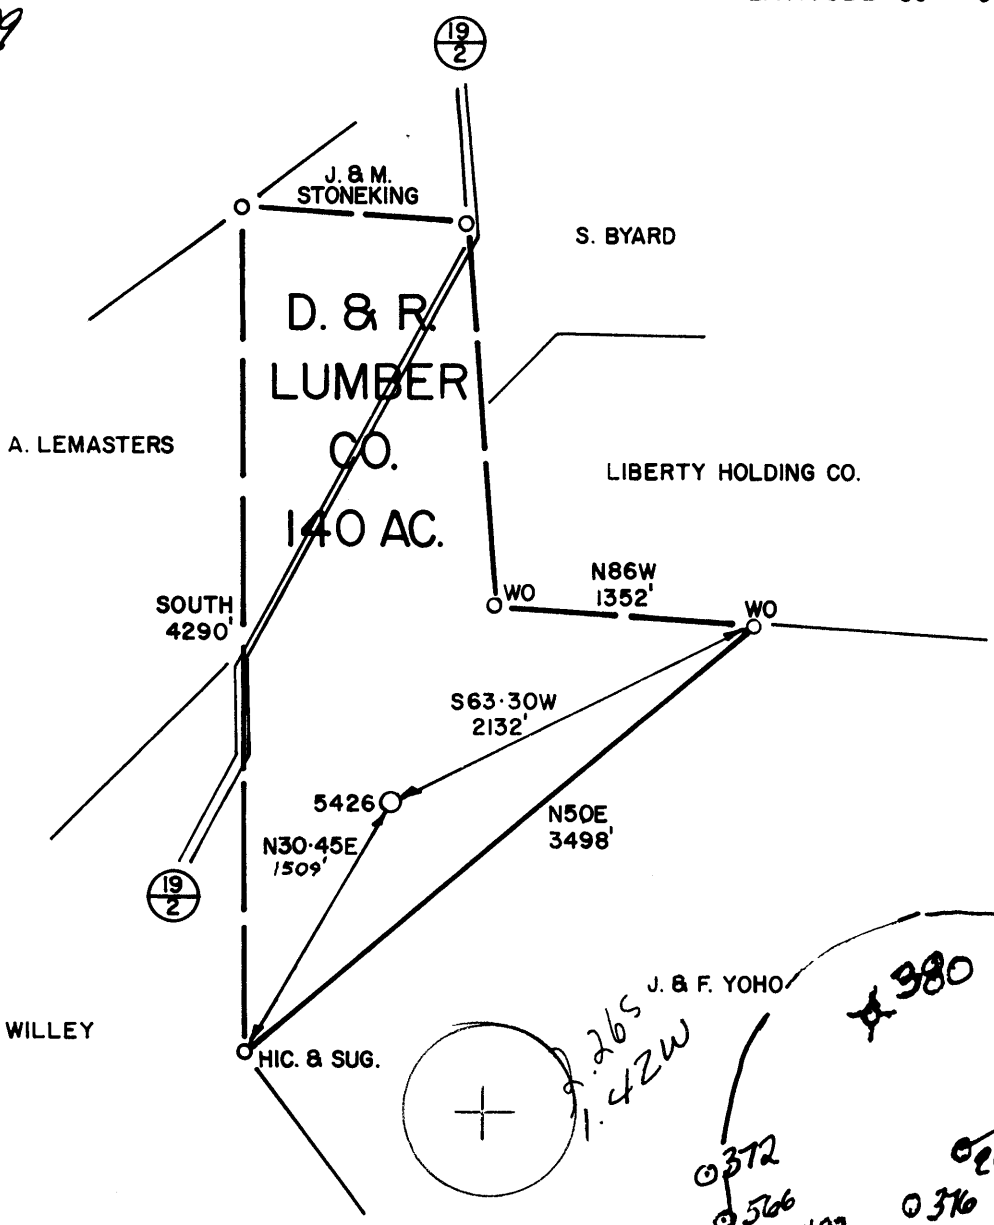 19
2
J. & M.
STONEKING
S. BYARD
D. & R.
LUMBER
CO.
140 AC.
A. LEMASTERS
LIBERTY HOLDING CO.
N86W
1352'
WO
WO
SOUTH
4290'
S63·30W
2132'
5426
N50E
3498'
N30·45E
1509'
19
2
J. & F. YOHO
380
WILLEY
HIC. & SUG.
2.26S
1.42W
372
566
376